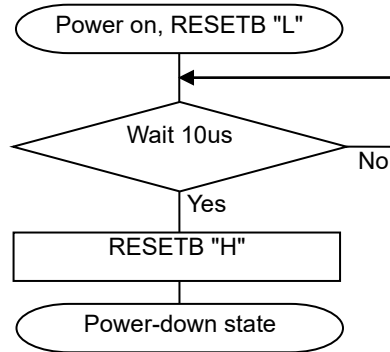 Power on, RESETB "L"
Wait 10us
No
Yes
RESETB "H"
Power-down state